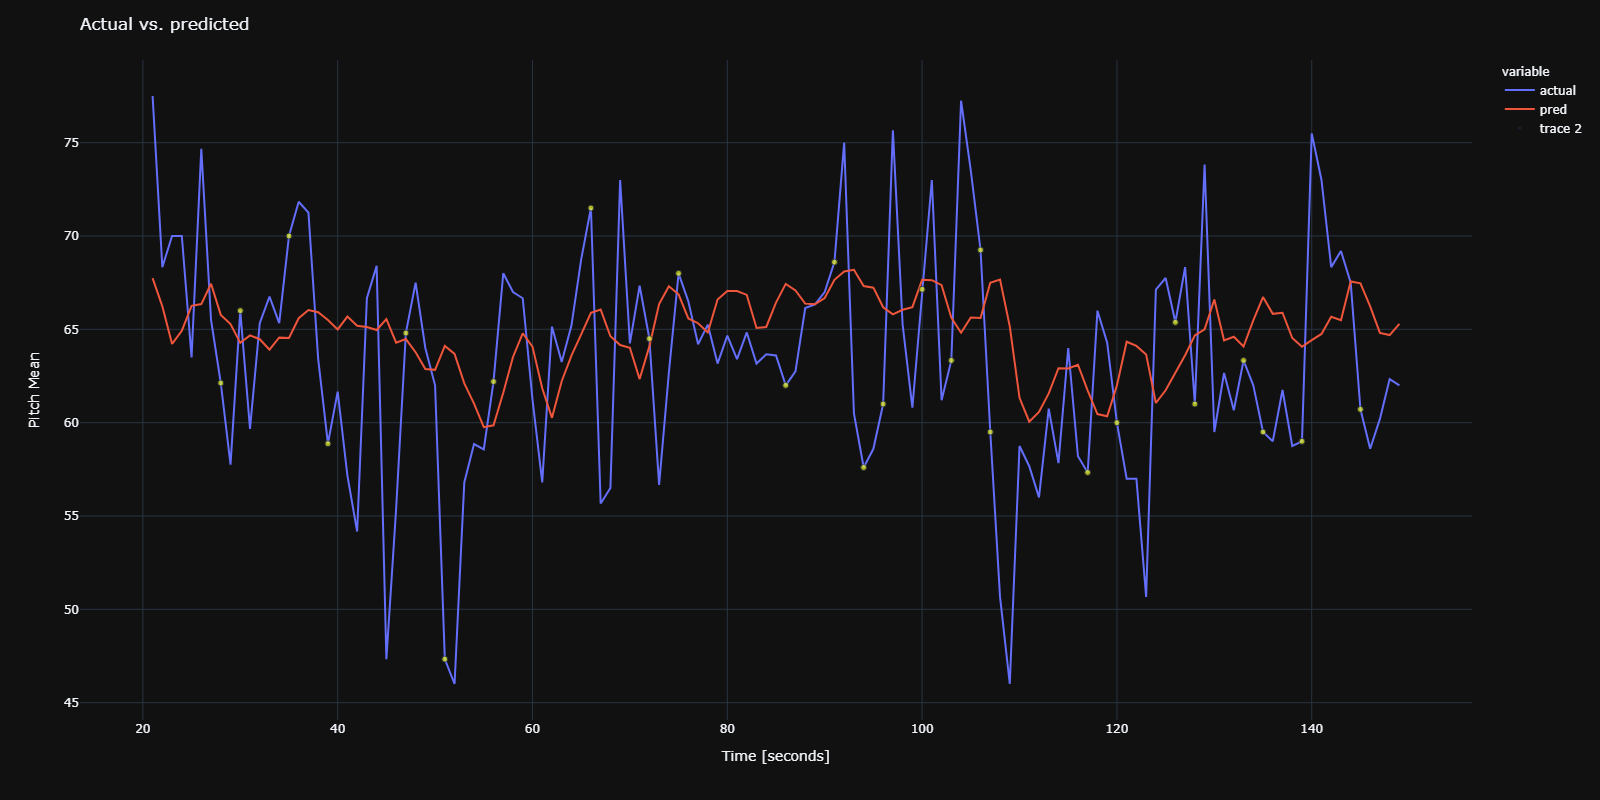 Actual vs. predicted
variable
actual
pred
trace 2
75
70
65
60
55
50
45
Pitch Mean
20 40 60 80 100 120 140
Time [seconds]